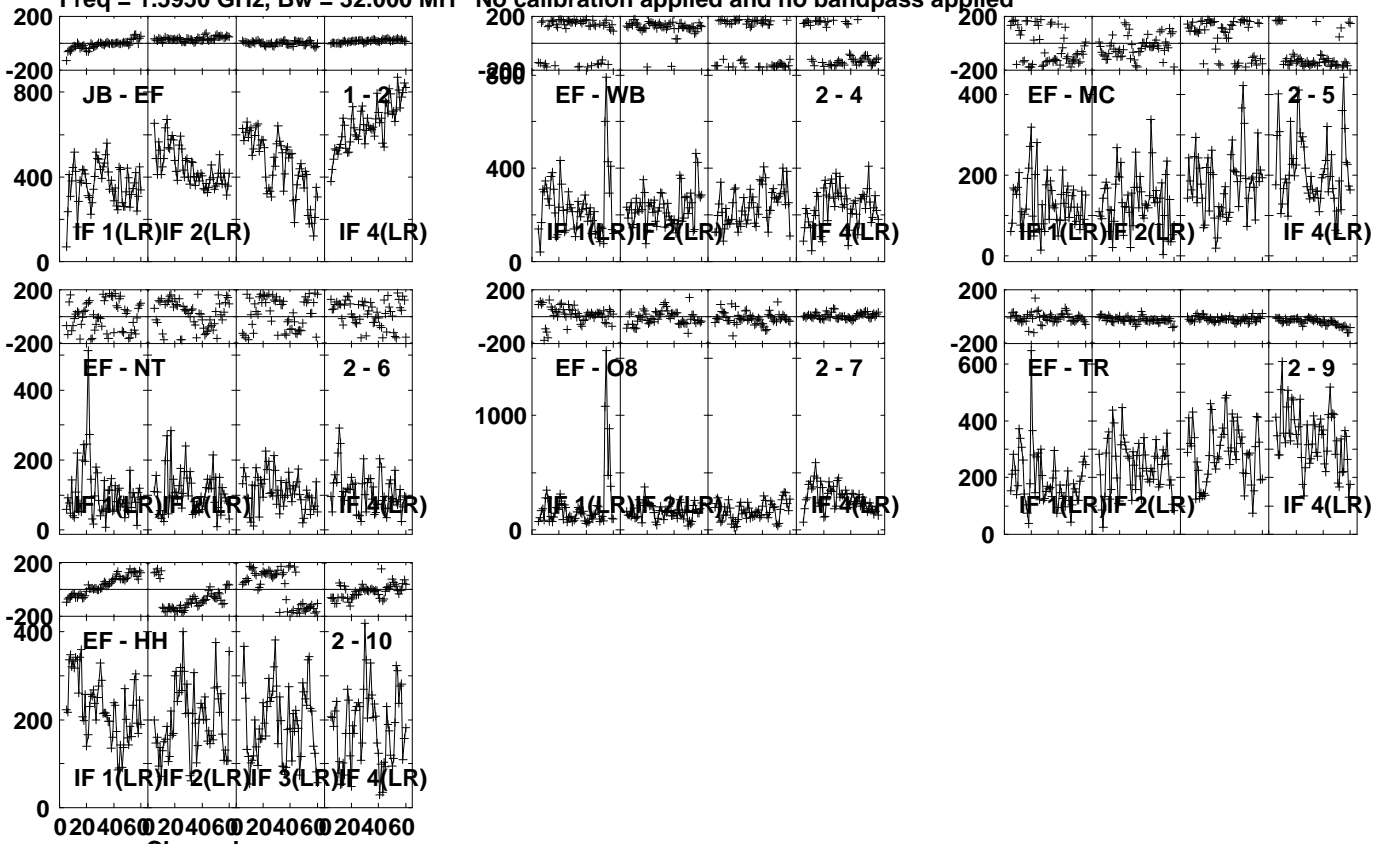 Freq = 1.5950 GHz, Bw = 32.000 MH No calibration applied and no bandpass applied
200
-200
800
400
0
JB - EF 1 - 2
IF 1(LR) IF 2(LR) IF 4(LR)
200
-200
800
400
0
EF - WB 2 - 4
IF 1(LR) IF 2(LR) IF 4(LR)
200
-200
400
200
0
EF - MC 2 - 5
IF 1(LR) IF 2(LR) IF 4(LR)
200
-200
400
200
0
EF - NT 2 - 6
IF 1(LR) IF 2(LR) IF 4(LR)
200
-200
1000
0
EF - O8 2 - 7
IF 1(LR) IF 2(LR) IF 4(LR)
200
-200
600
400
200
0
EF - TR 2 - 9
IF 1(LR) IF 2(LR) IF 4(LR)
200
-200
400
200
0
EF - HH 2 - 10
IF 1(LR) IF 2(LR) IF 3(LR) IF 4(LR)
0 20 40 60 0 20 40 60 0 20 40 60 0 20 40 60